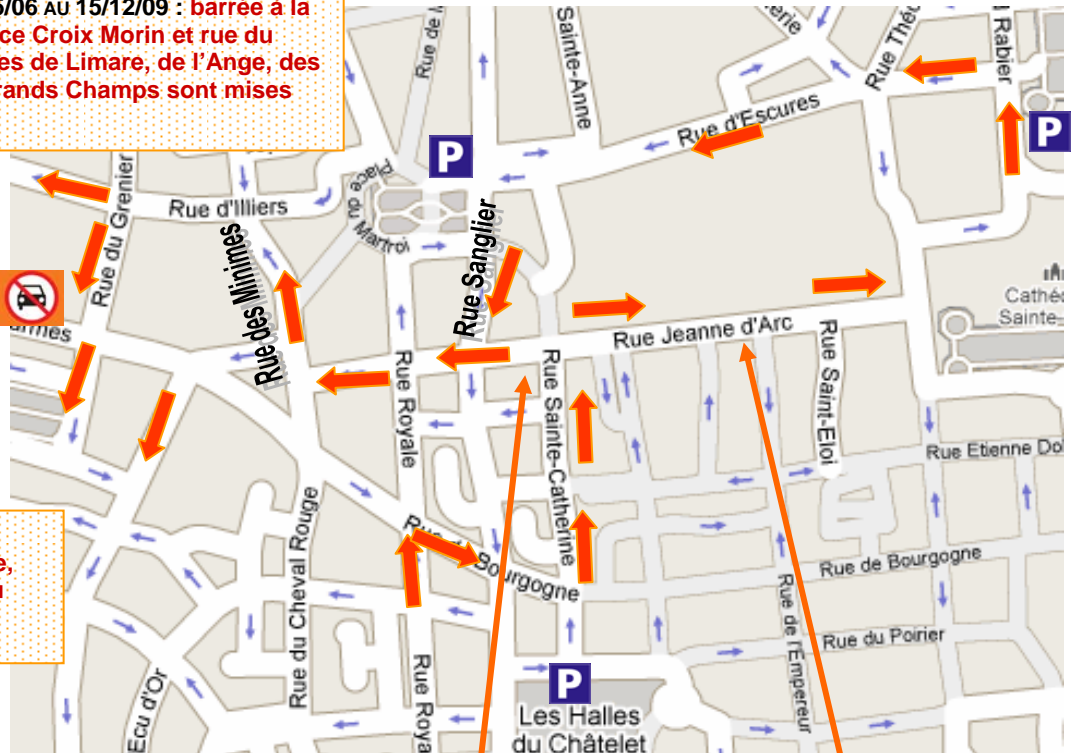 5/06 AU 15/12/09 : barrée à la
ce Croix Morin et rue du
es de Limare, de l'Ange, des
rands Champs sont mises
Rue de
Sainte-Anne
erie
Rue Théo
Rabier
P
P
Rue d'Escures
Place du Martroi
Rue d'Illiers
Rue du Grenier
Rue des Minimes
Rue Sanglier
armes
Cathé
Sainte
Rue Jeanne d'Arc
Rue Saint-Eloi
Rue Royale
Rue Sainte-Catherine
Rue Etienne Dol
Rue du Cheval Rouge
Bourgogne
e,
u
Rue de Bourgogne
Rue du Poirier
Rue de l'Empereur
Ecu d'Or
Rue Roya
P
Les Halles
du Châtelet